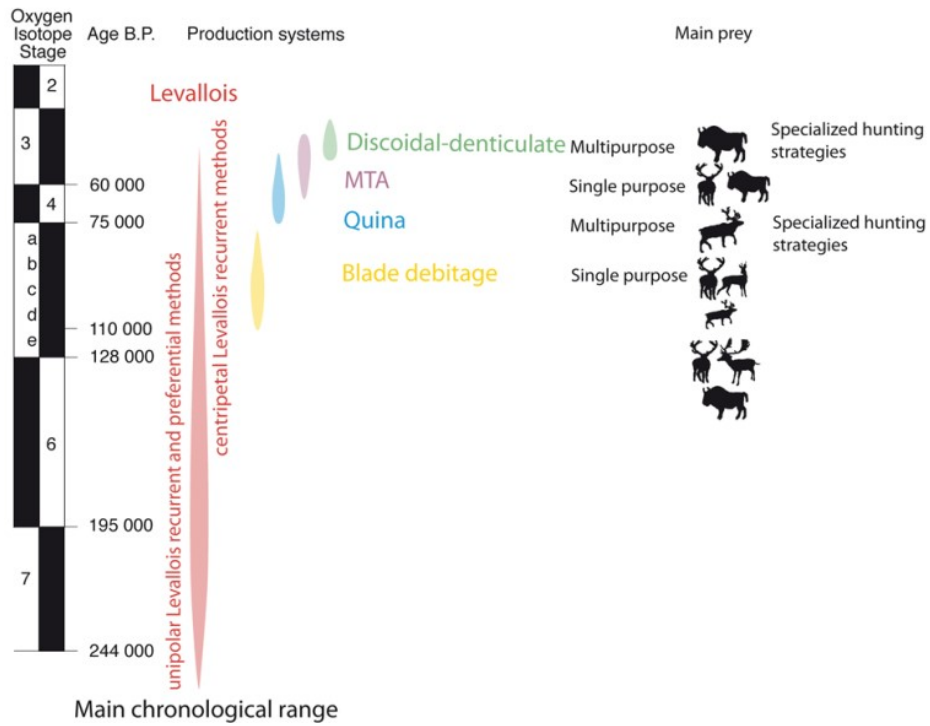 Oxygen
Isotope
Stage
Age B.P.
Production systems
Main prey
2
Levallois
3
Discoidal-denticulate
Multipurpose
Specialized hunting
strategies
60 000
MTA
Single purpose
4
75 000
Quina
Multipurpose
Specialized hunting
strategies
a
b
c
d
e
Blade debitage
Single purpose
110 000
128 000
unipolar Levallois recurrent and preferential methods
centripetal Levallois recurrent methods
6
195 000
7
244 000
Main chronological range